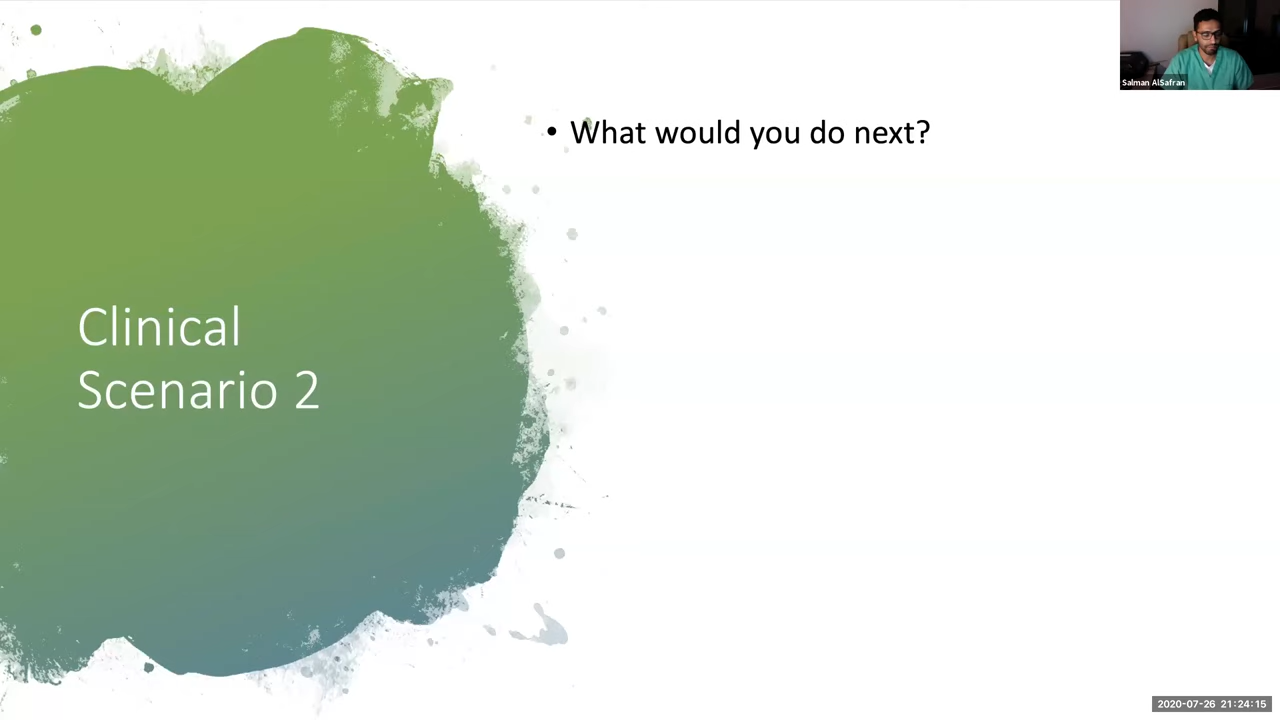 Salman AlSafran
• What would you do next?
Clinical
Scenario 2
2020-07-26 21:24:15